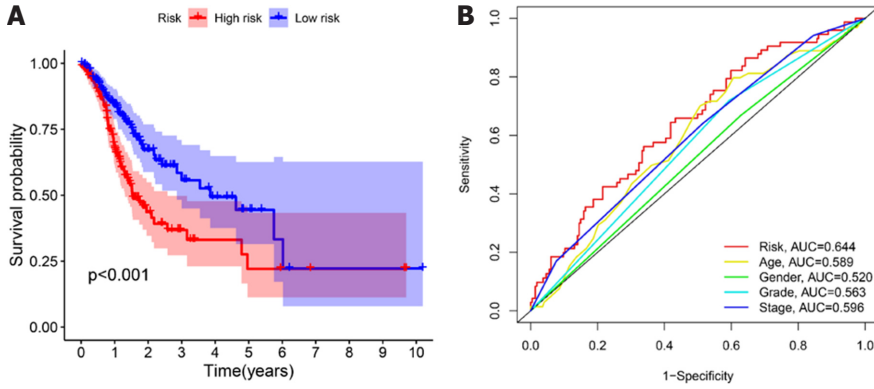 A
Risk High risk Low risk
1.00
0.75
0.50
0.25
0.00
Survival probability
p<0.001
0 1 2 3 4 5 6 7 8 9 10
Time(years)
B
1.0
0.8
0.6
0.4
0.2
0.0
Sensitivity
Risk, AUC=0.644
Age, AUC=0.589
Gender, AUC=0.520
Grade, AUC=0.563
Stage, AUC=0.596
0.0 0.2 0.4 0.6 0.8 1.0
1-Specificity